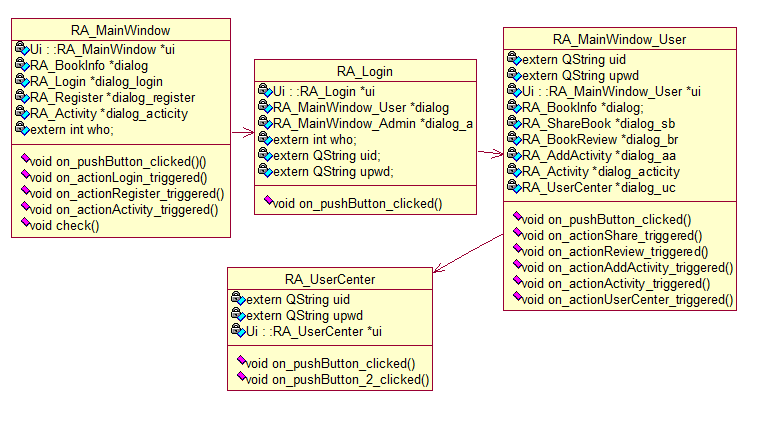 RA_MainWindow
Ui : :RA_MainWindow *ui
RA_BookInfo *dialog
RA_Login *dialog_login
RA_Register *dialog_register
RA_Activity *dialog_acticity
extern int who;
void on_pushButton_clicked()()
void on_actionLogin_triggered()
void on_actionRegister_triggered()
void on_actionActivity_triggered()
void check()
RA_Login
Ui : :RA_Login *ui
RA_MainWindow_User *dialog
RA_MainWindow_Admin *dialog_a
extern int who;
extern QString uid;
extern QString upwd;
void on_pushButton_clicked()
RA_MainWindow_User
extern QString uid
extern QString upwd
Ui : :RA_MainWindow_User *ui
RA_BookInfo *dialog;
RA_ShareBook *dialog_sb
RA_BookReview *dialog_br
RA_AddActivity *dialog_aa
RA_Activity *dialog_acticity
RA_UserCenter *dialog_uc
void on_pushButton_clicked()
void on_actionShare_triggered()
void on_actionReview_triggered()
void on_actionAddActivity_triggered()
void on_actionActivity_triggered()
void on_actionUserCenter_triggered()
RA_UserCenter
extern QString uid
extern QString upwd
Ui : :RA_UserCenter *ui
void on_pushButton_clicked()
void on_pushButton_2_clicked()